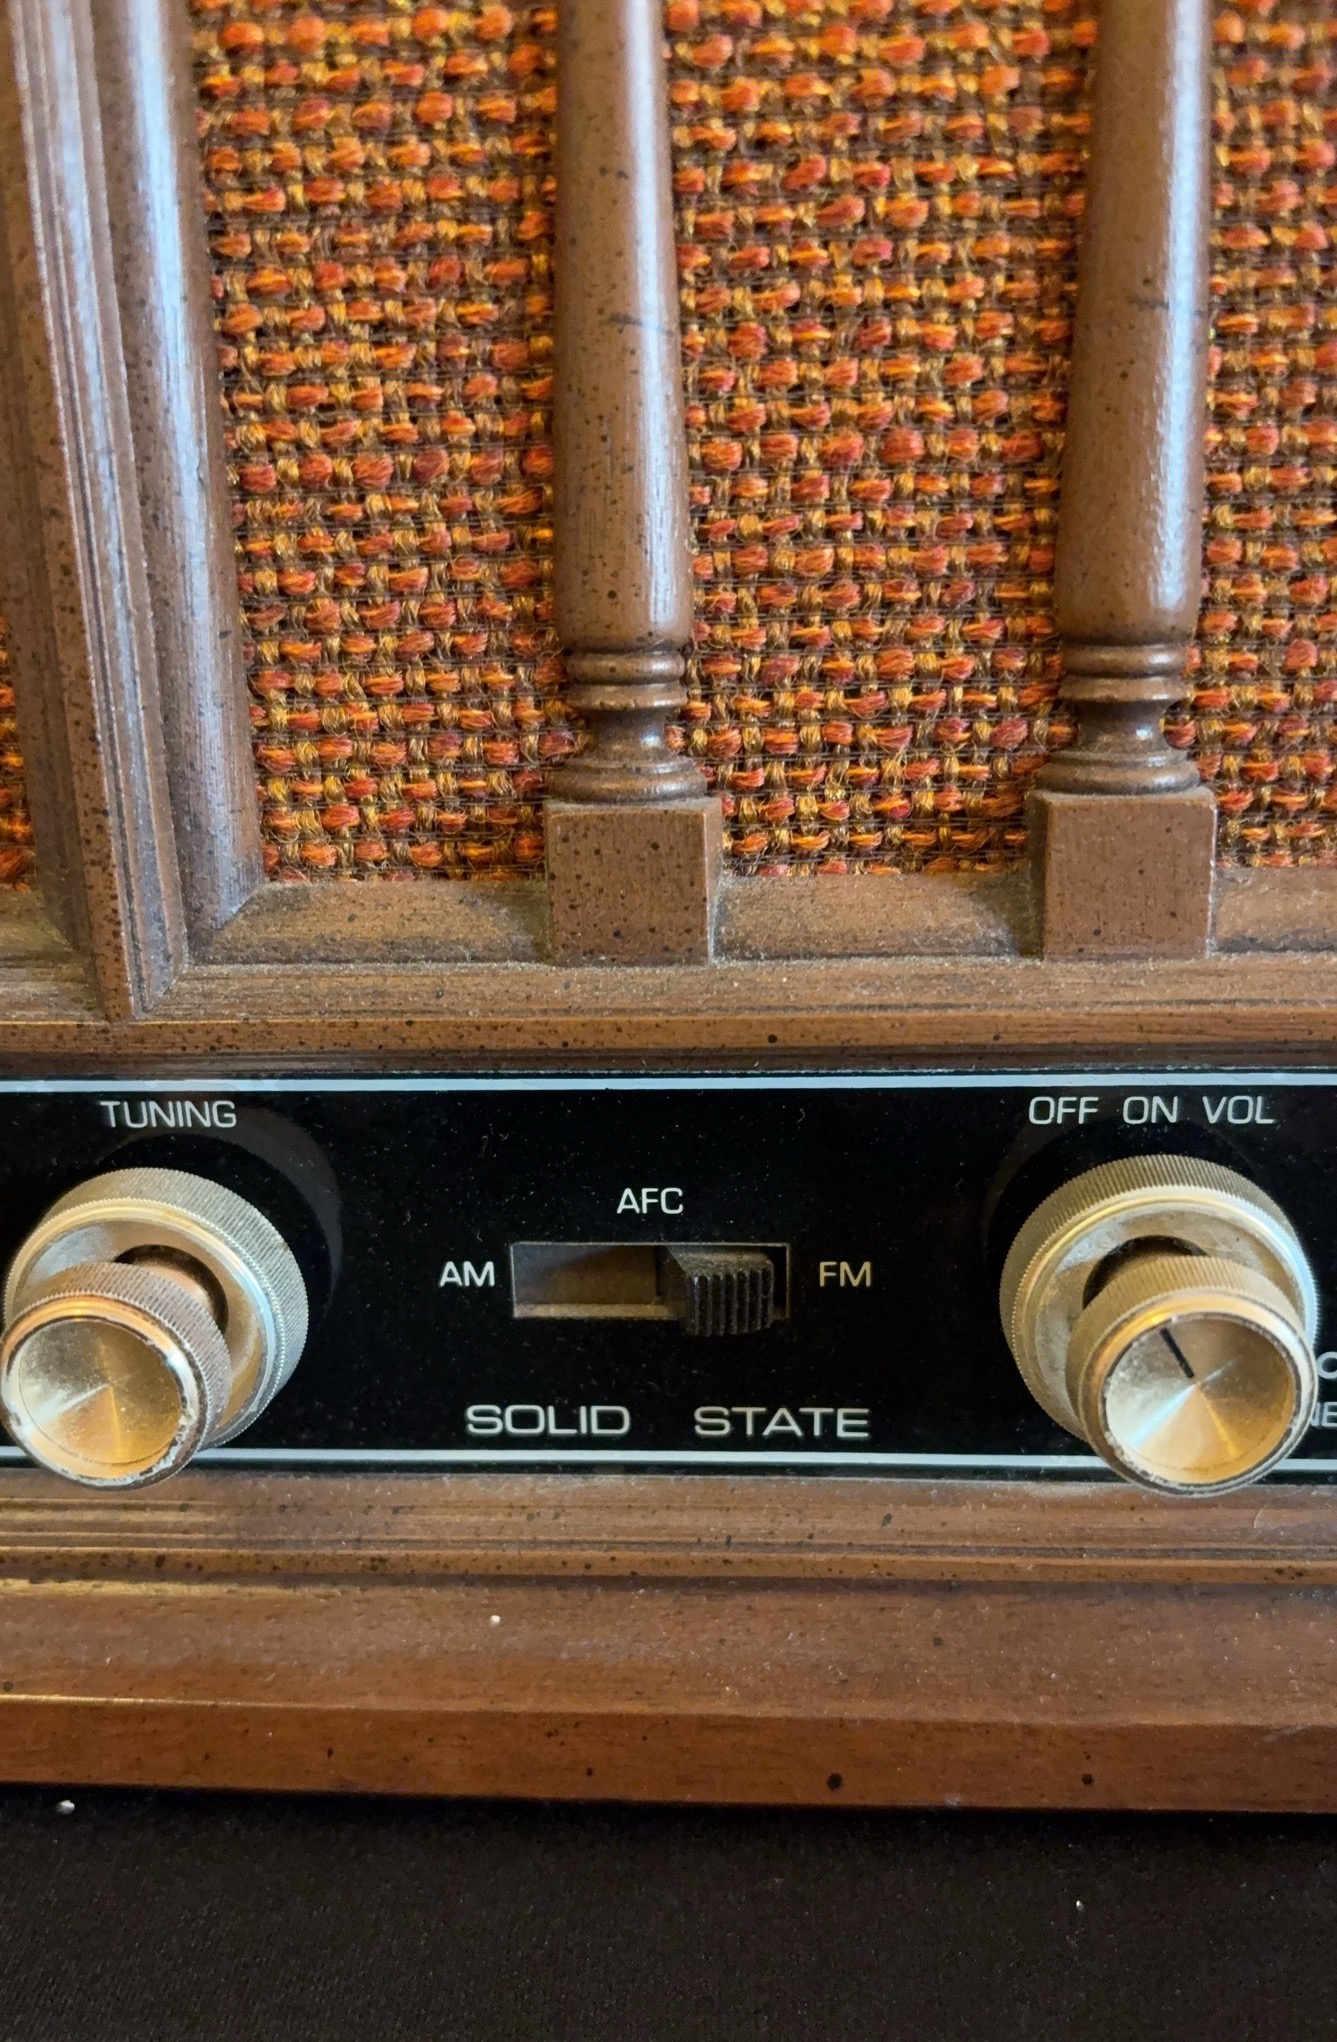 TUNING
OFF ON VOL
AFC
AM
FM
SOLID STATE